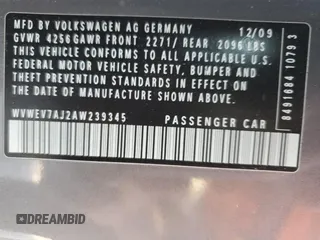 MFD BY VOLKSWAGEN AG GERMANY 12/09
GVWR 4256 GAWR FRONT 2271/ REAR 2096 LBS
THIS VEHICLE CONFORMS TO ALL APPLICABLE
FEDERAL MOTOR VEHICLE SAFETY, BUMPER AND
THEFT PREVENTION STANDARDS IN EFFECT ON
DATE OF MANUFACTURE SHOWN ABOVE.
WVWEV7AJ2AW239345 PASSENGER CAR
8491684 1079 3
DREAMBID